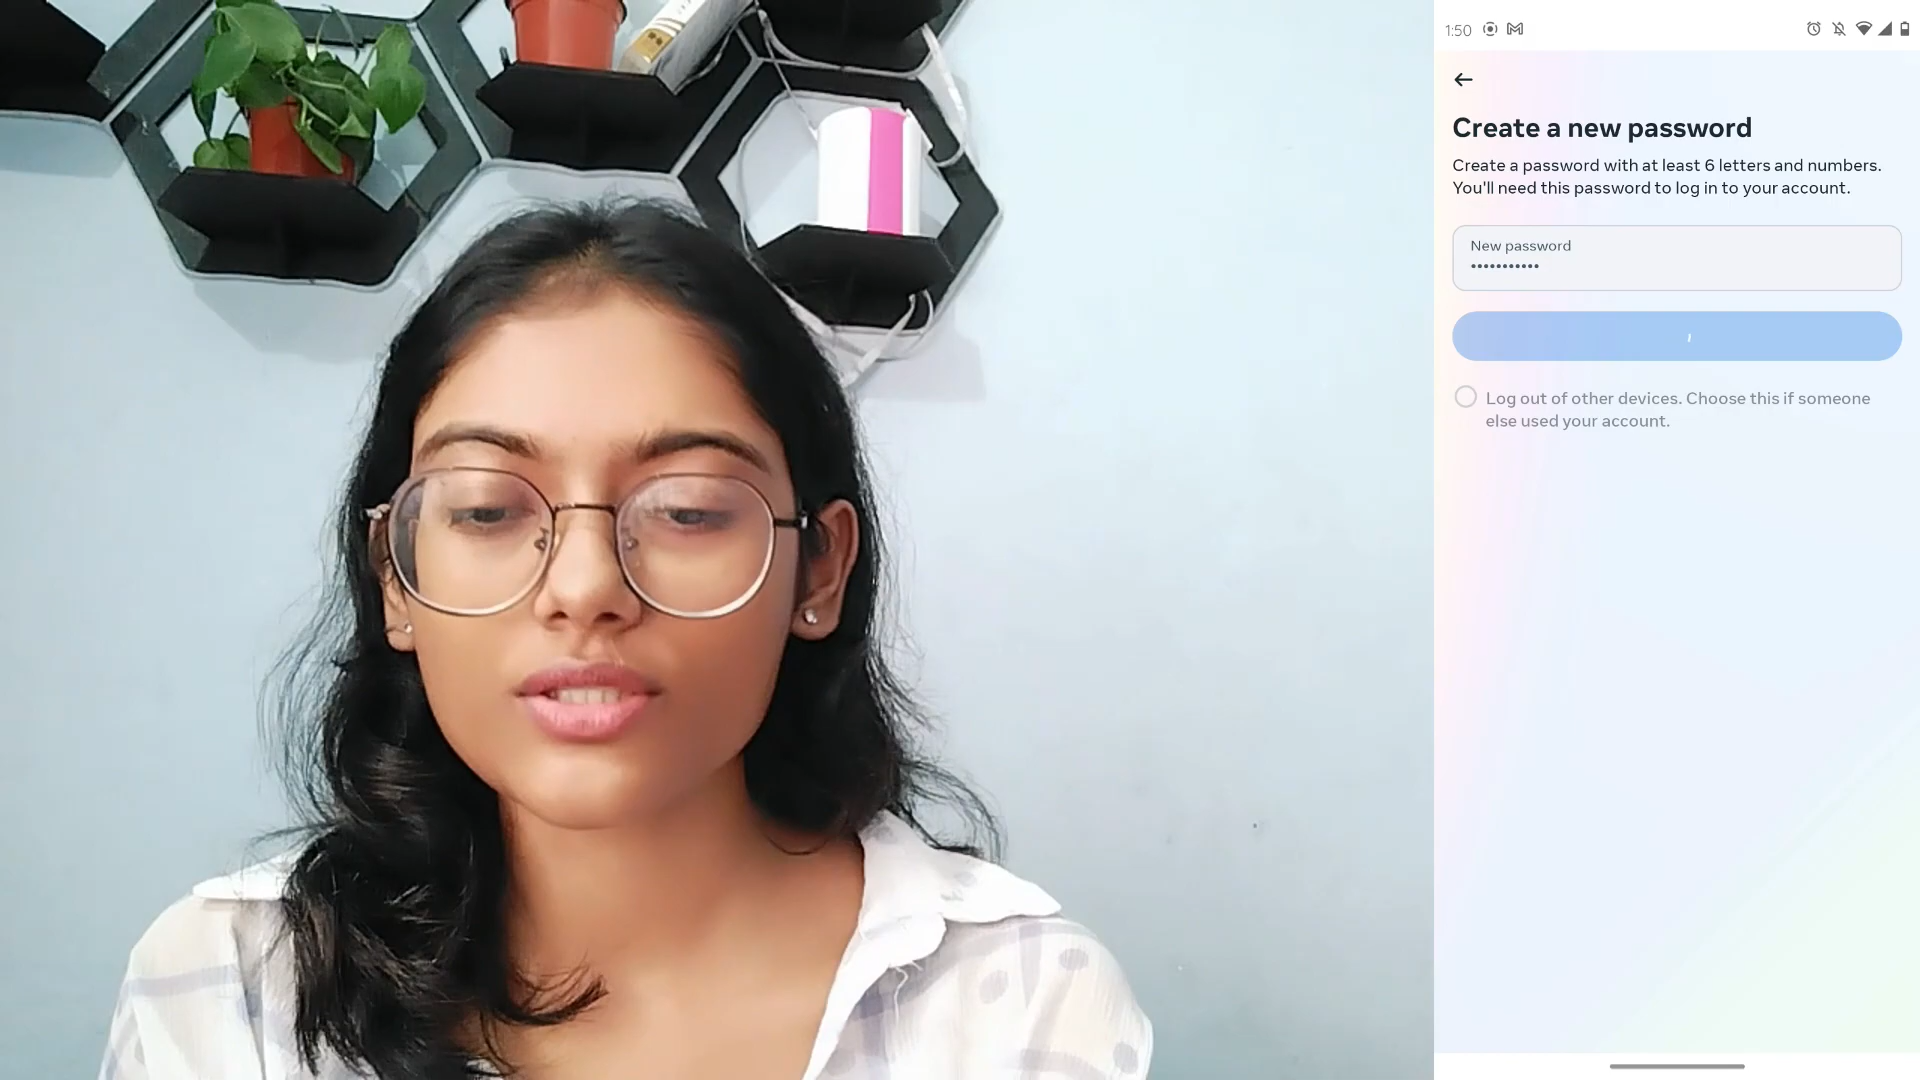 1:50
Create a new password
Create a password with at least 6 letters and numbers.
You'll need this password to log in to your account.
New password
•••••••••••
Log out of other devices. Choose this if someone
else used your account.